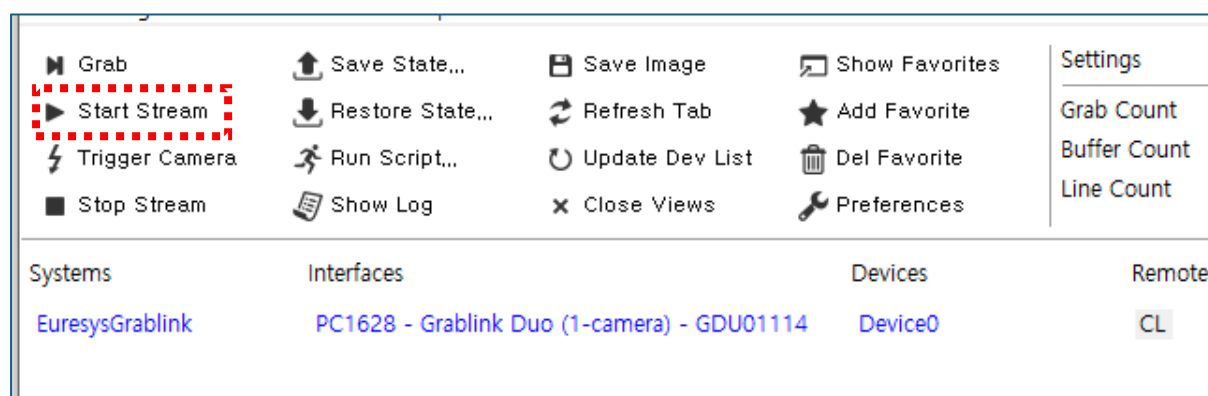 Grab Save State,,, Save Image Show Favorites Settings
Start Stream Restore State,,, Refresh Tab Add Favorite Grab Count
Trigger Camera Run Script,,, Update Dev List Del Favorite Buffer Count
Stop Stream Show Log Close Views Preferences Line Count
Systems Interfaces Devices Remote
EuresysGrablink PC1628 - Grablink Duo (1-camera) - GDU01114 Device0 CL